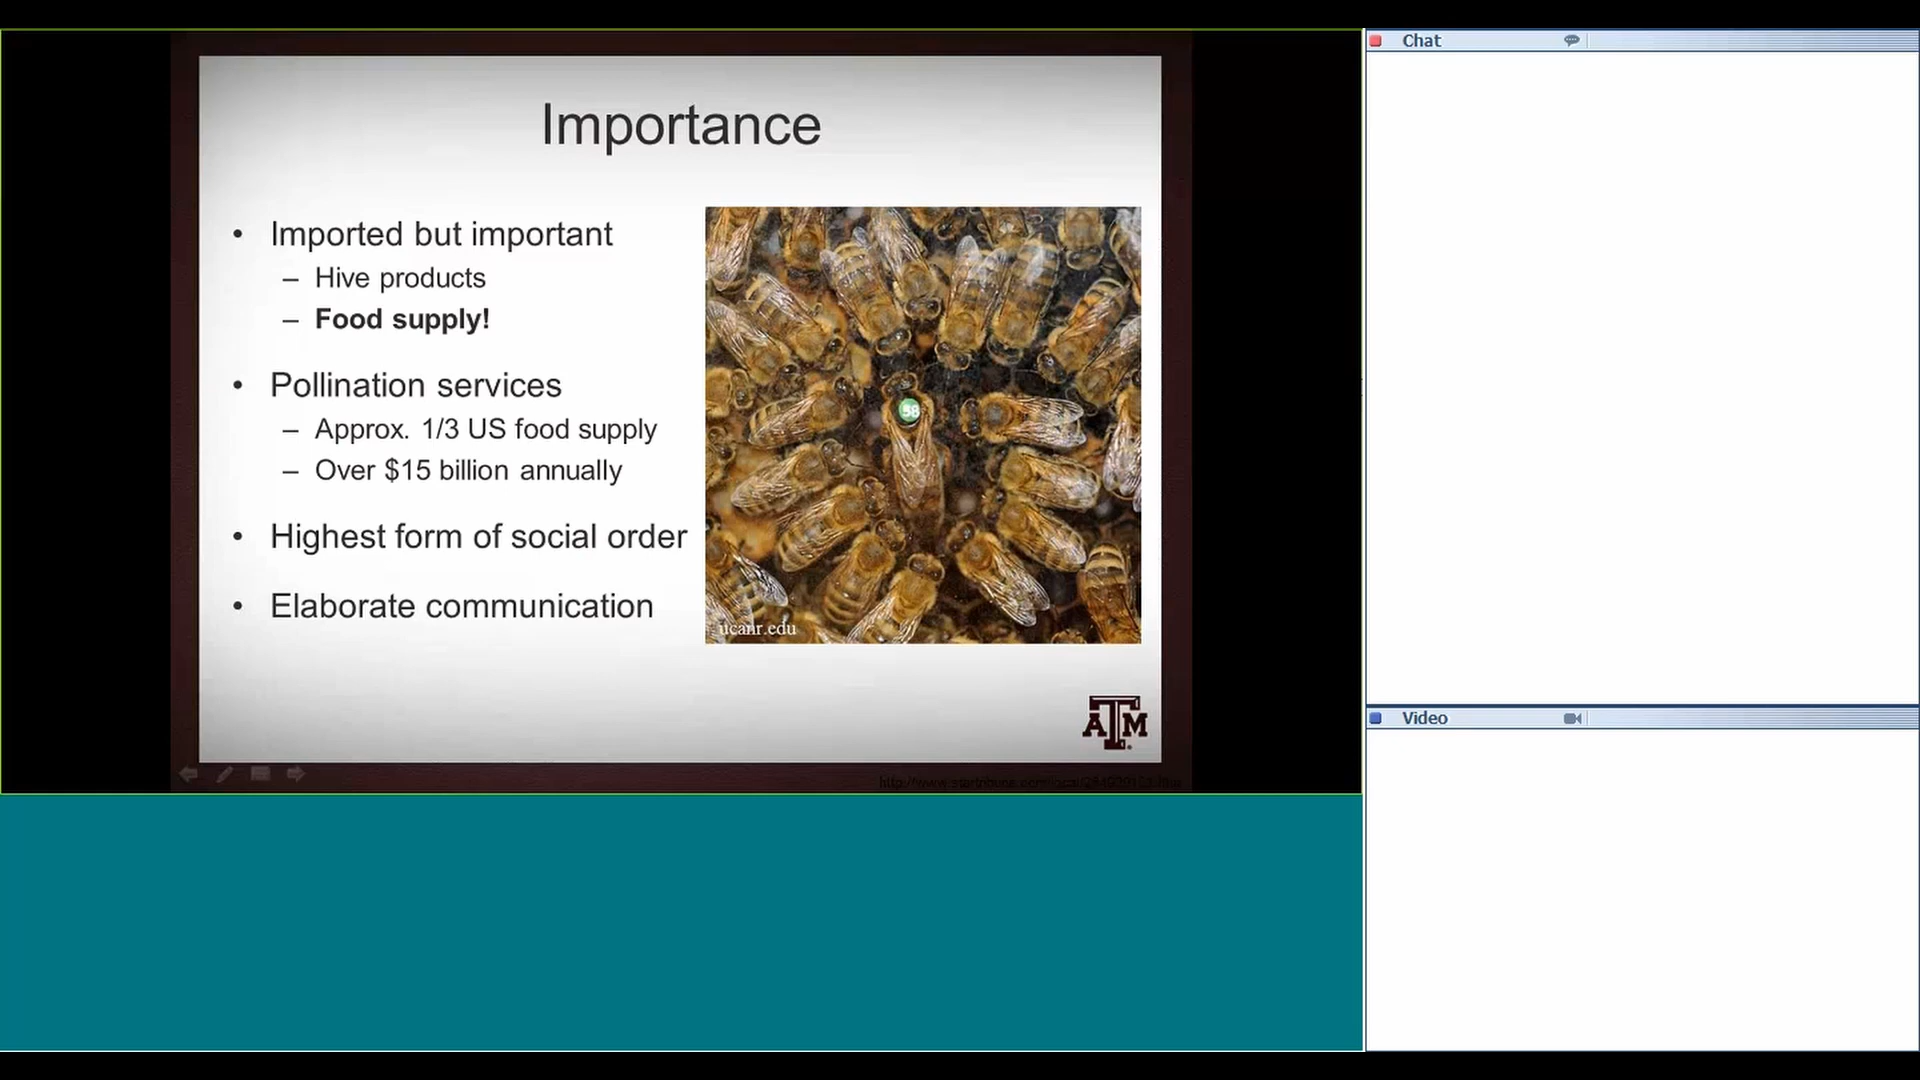 Chat
Importance
• Imported but important
– Hive products
– Food supply!
• Pollination services
– Approx. 1/3 US food supply
– Over $15 billion annually
• Highest form of social order
• Elaborate communication
58
ucanr.edu
ATM
Video